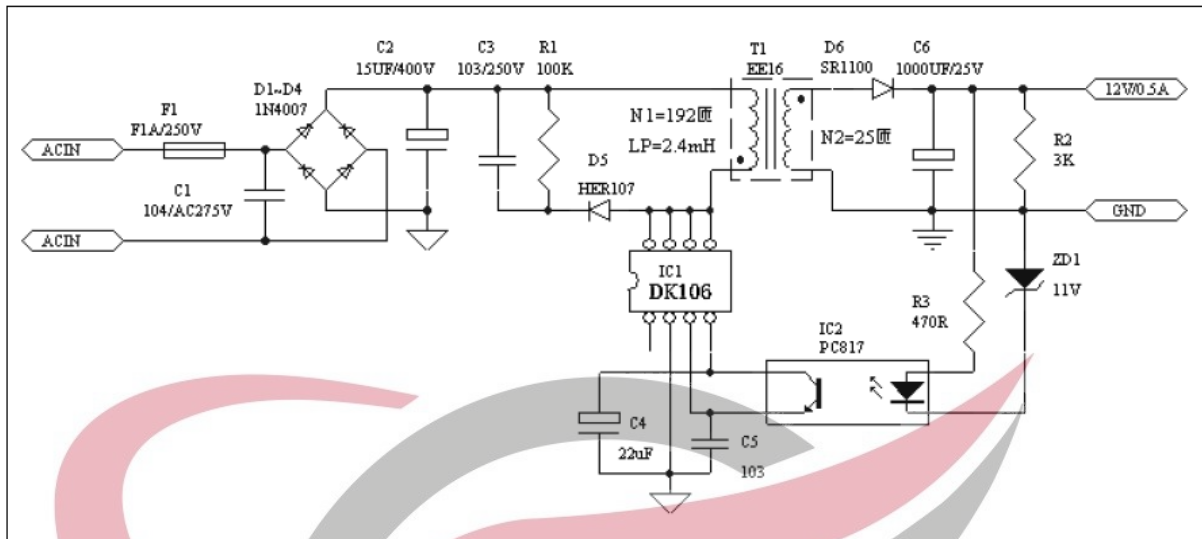 C2
15UF/400V
C3
103/250V
R1
100K
T1
EE16
D6
SR1100
C6
1000UF/25V
D1~D4
1N4007
12V/0.5A
F1
F1A/250V
N1=192匝
LP=2.4mH
N2=25匝
R2
3K
ACIN
C1
104/AC275V
D5
HER107
ACIN
GND
IC1
DK106
ZD1
11V
R3
470R
IC2
PC817
C4
22uF
C5
103